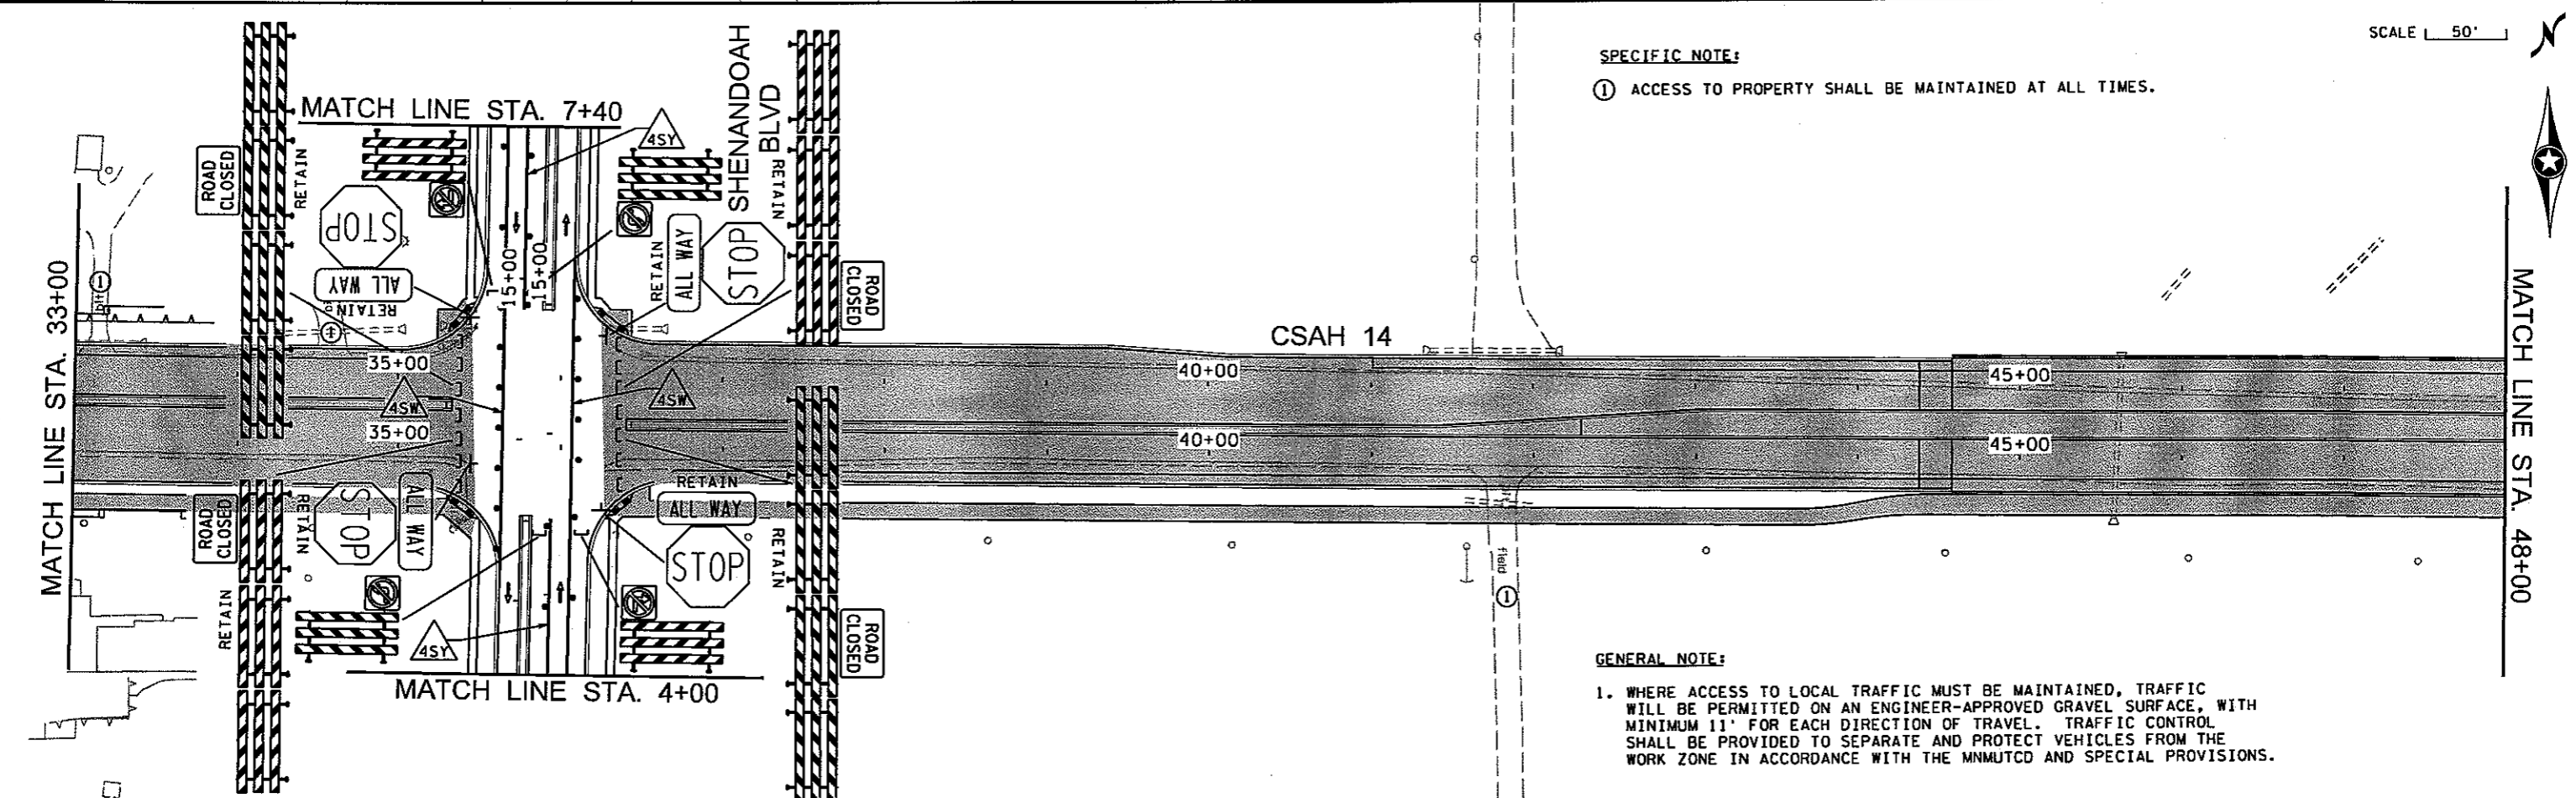 SCALE 50'
N
SPECIFIC NOTE:
① ACCESS TO PROPERTY SHALL BE MAINTAINED AT ALL TIMES.
MATCH LINE STA. 7+40
SHENANDOAH
BLVD
4SY
ROAD
CLOSED
RETAIN
STOP
ALL WAY
RETAIN
15+00
15+00
RETAIN
ALL WAY
STOP
RETAIN
ROAD
CLOSED
MATCH LINE STA. 33+00
①
①
35+00
4SW
35+00
4SW
CSAH 14
40+00
40+00
45+00
45+00
MATCH LINE STA. 48+00
ROAD
CLOSED
RETAIN
STOP
ALL WAY
RETAIN
RETAIN
ALL WAY
STOP
RETAIN
ROAD
CLOSED
4SY
MATCH LINE STA. 4+00
field
①
GENERAL NOTE:
1. WHERE ACCESS TO LOCAL TRAFFIC MUST BE MAINTAINED, TRAFFIC
WILL BE PERMITTED ON AN ENGINEER-APPROVED GRAVEL SURFACE, WITH
MINIMUM 11' FOR EACH DIRECTION OF TRAVEL. TRAFFIC CONTROL
SHALL BE PROVIDED TO SEPARATE AND PROTECT VEHICLES FROM THE
WORK ZONE IN ACCORDANCE WITH THE MNMUTCD AND SPECIAL PROVISIONS.